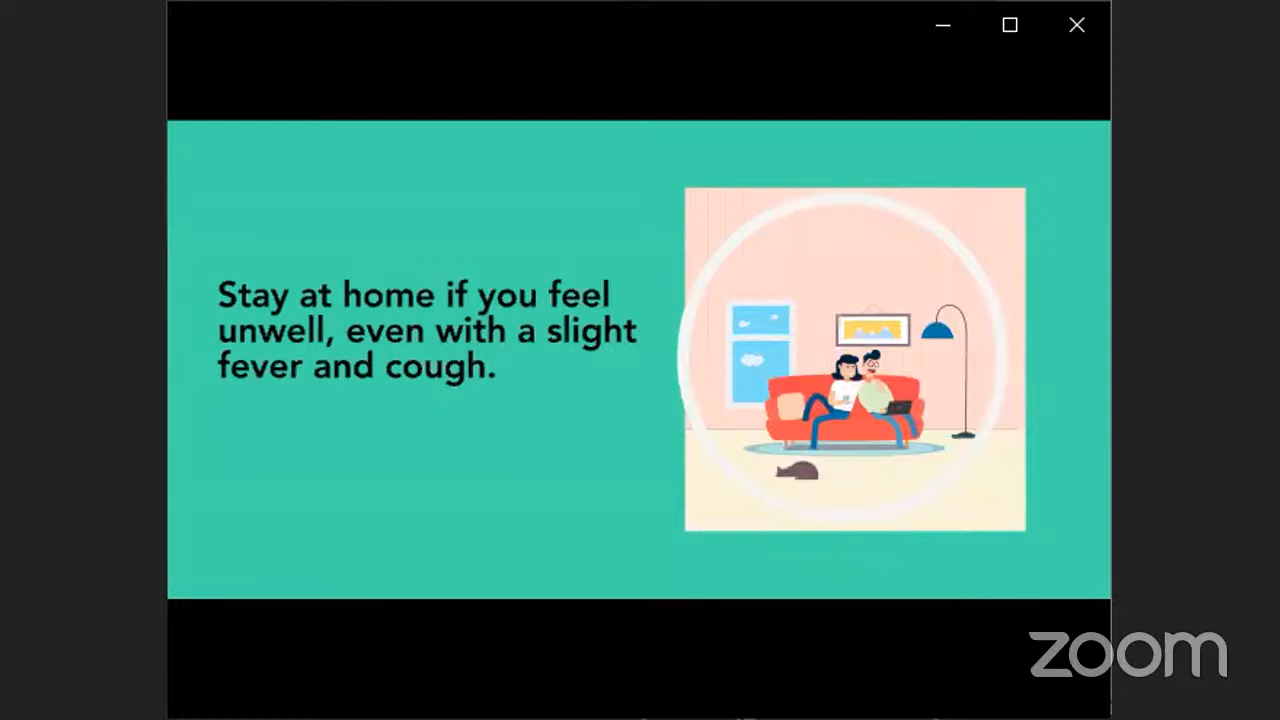 Stay at home if you feel
unwell, even with a slight
fever and cough.
zoom